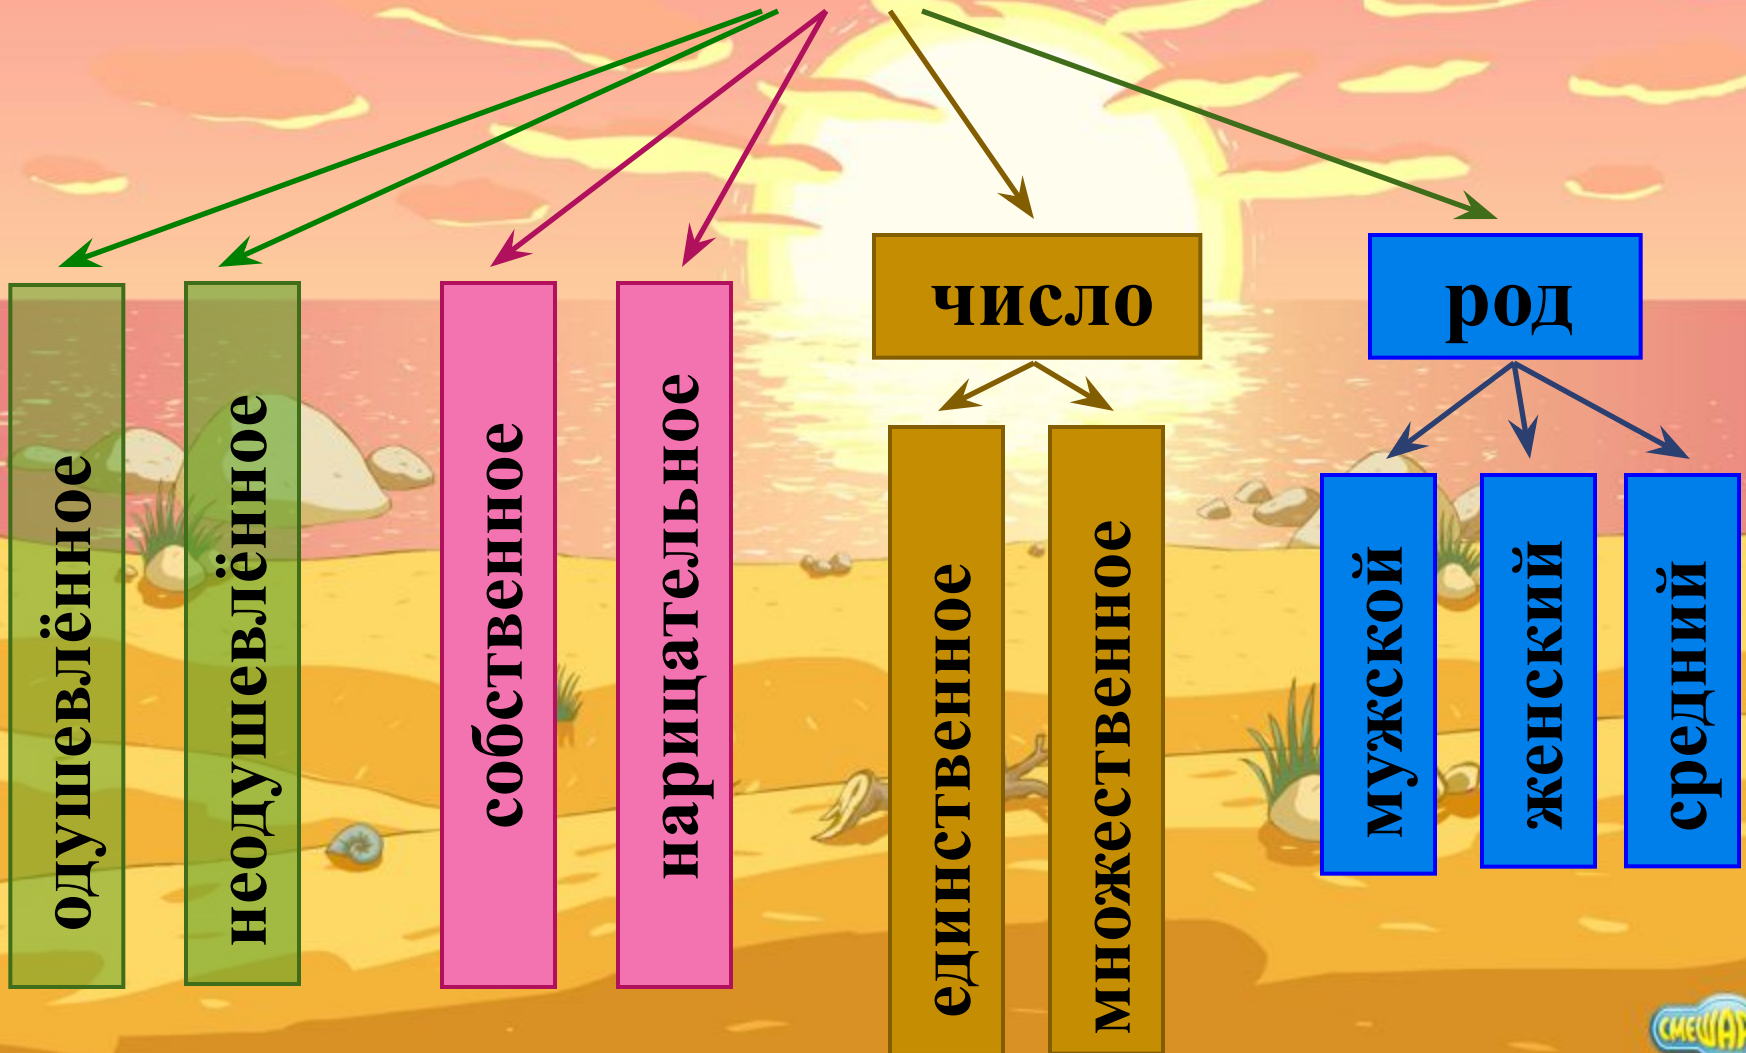 число
род
одушевлённое
неодушевлённое
собственное
нарицательное
единственное
множественное
мужской
женский
средний